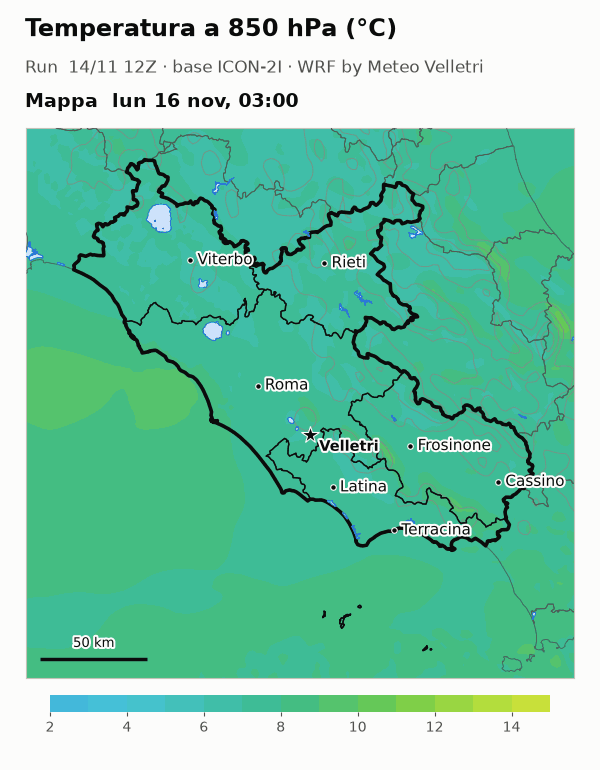 Temperatura a 850 hPa (°C)
Run  14/11 12Z · base ICON-2I · WRF by Meteo Velletri
Mappa  lun 16 nov, 03:00
Viterbo
Rieti
Roma
Velletri
Frosinone
Latina
Cassino
Terracina
50 km
2 4 6 8 10 12 14